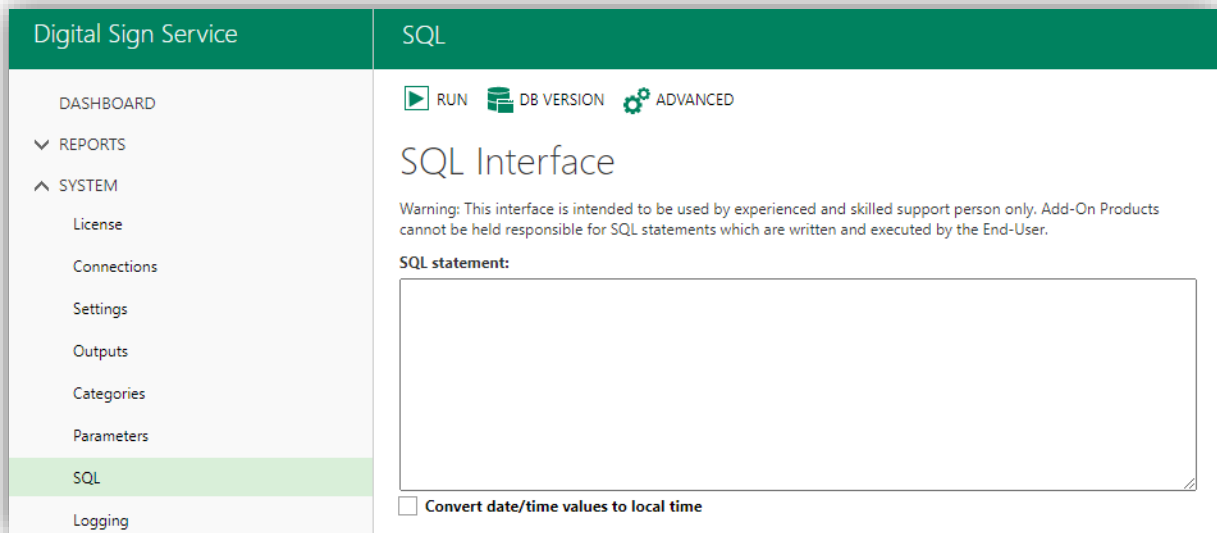 Digital Sign Service
SQL
DASHBOARD
REPORTS
SYSTEM
License
Connections
Settings
Outputs
Categories
Parameters
SQL
Logging
RUN DB VERSION ADVANCED
SQL Interface
Warning: This interface is intended to be used by experienced and skilled support person only. Add-On Products
cannot be held responsible for SQL statements which are written and executed by the End-User.
SQL statement:
Convert date/time values to local time